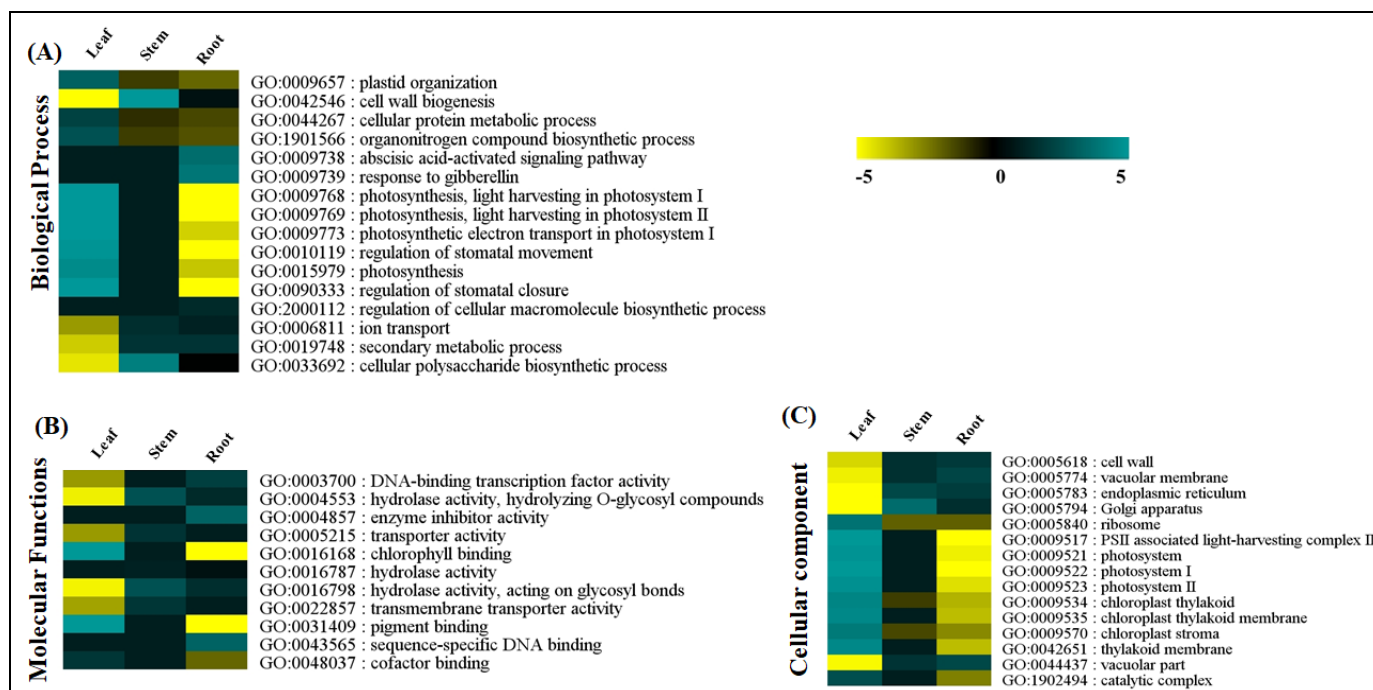 (A)
Leaf Stem Root
Biological Process
GO:0009657 : plastid organization
GO:0042546 : cell wall biogenesis
GO:0044267 : cellular protein metabolic process
GO:1901566 : organonitrogen compound biosynthetic process
GO:0009738 : abscisic acid-activated signaling pathway
GO:0009739 : response to gibberellin
GO:0009768 : photosynthesis, light harvesting in photosystem I
GO:0009769 : photosynthesis, light harvesting in photosystem II
GO:0009773 : photosynthetic electron transport in photosystem I
GO:0010119 : regulation of stomatal movement
GO:0015979 : photosynthesis
GO:0090333 : regulation of stomatal closure
GO:2000112 : regulation of cellular macromolecule biosynthetic process
GO:0006811 : ion transport
GO:0019748 : secondary metabolic process
GO:0033692 : cellular polysaccharide biosynthetic process
-5 0 5
(B)
Leaf Stem Root
Molecular Functions
GO:0003700 : DNA-binding transcription factor activity
GO:0004553 : hydrolase activity, hydrolyzing O-glycosyl compounds
GO:0004857 : enzyme inhibitor activity
GO:0005215 : transporter activity
GO:0016168 : chlorophyll binding
GO:0016787 : hydrolase activity
GO:0016798 : hydrolase activity, acting on glycosyl bonds
GO:0022857 : transmembrane transporter activity
GO:0031409 : pigment binding
GO:0043565 : sequence-specific DNA binding
GO:0048037 : cofactor binding
(C)
Leaf Stem Root
Cellular component
GO:0005618 : cell wall
GO:0005774 : vacuolar membrane
GO:0005783 : endoplasmic reticulum
GO:0005794 : Golgi apparatus
GO:0005840 : ribosome
GO:0009517 : PSII associated light-harvesting complex II
GO:0009521 : photosystem
GO:0009522 : photosystem I
GO:0009523 : photosystem II
GO:0009534 : chloroplast thylakoid
GO:0009535 : chloroplast thylakoid membrane
GO:0009570 : chloroplast stroma
GO:0042651 : thylakoid membrane
GO:0044437 : vacuolar part
GO:1902494 : catalytic complex